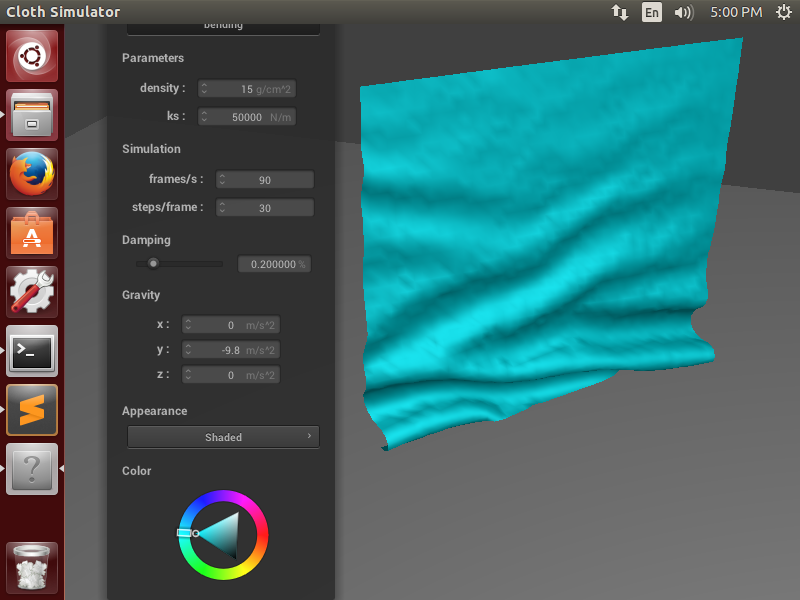 Cloth Simulator
En
5:00 PM
bending
Parameters
density : 15 g/cm^2
ks : 50000 N/m
Simulation
frames/s : 90
steps/frame : 30
Damping
0.200000 %
Gravity
x : 0 m/s^2
y : -9.8 m/s^2
z : 0 m/s^2
Appearance
Shaded
Color